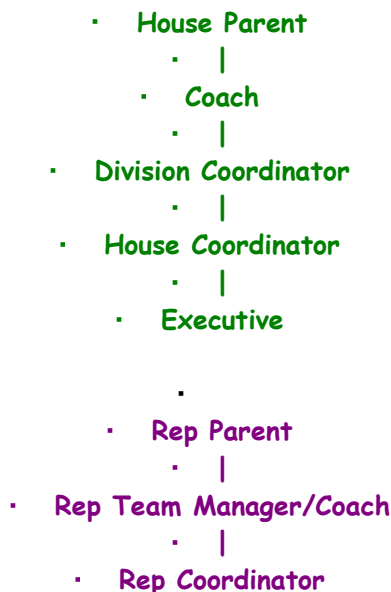 ▪ House Parent
▪ |
▪ Coach
▪ |
▪ Division Coordinator
▪ |
▪ House Coordinator
▪ |
▪ Executive
▪
▪ Rep Parent
▪ |
▪ Rep Team Manager/Coach
▪ |
▪ Rep Coordinator